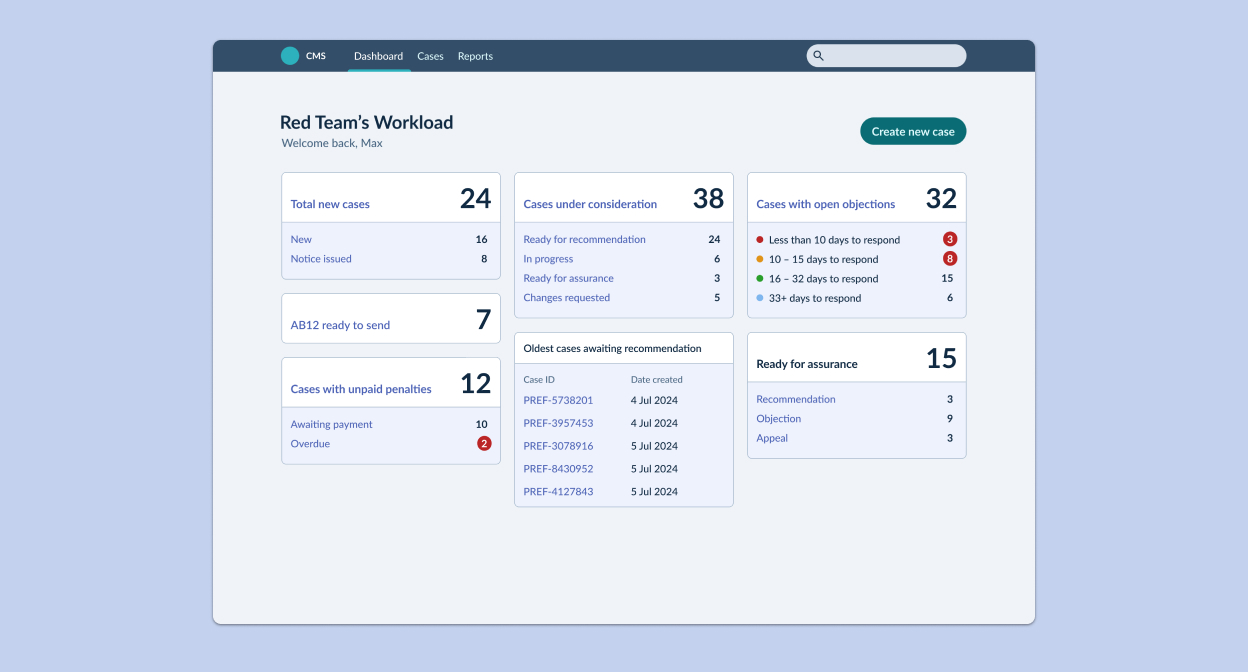 CMS Dashboard Cases Reports
Red Team's Workload
Welcome back, Max
Create new case
Total new cases 24
New 16
Notice issued 8
AB12 ready to send 7
Cases with unpaid penalties 12
Awaiting payment 10
Overdue 2
Cases under consideration 38
Ready for recommendation 24
In progress 6
Ready for assurance 3
Changes requested 5
Oldest cases awaiting recommendation
Case ID Date created
PREF-5738201 4 Jul 2024
PREF-3957453 4 Jul 2024
PREF-3078916 5 Jul 2024
PREF-8430952 5 Jul 2024
PREF-4127843 5 Jul 2024
Cases with open objections 32
Less than 10 days to respond 3
10 – 15 days to respond 8
16 – 32 days to respond 15
33+ days to respond 6
Ready for assurance 15
Recommendation 3
Objection 9
Appeal 3